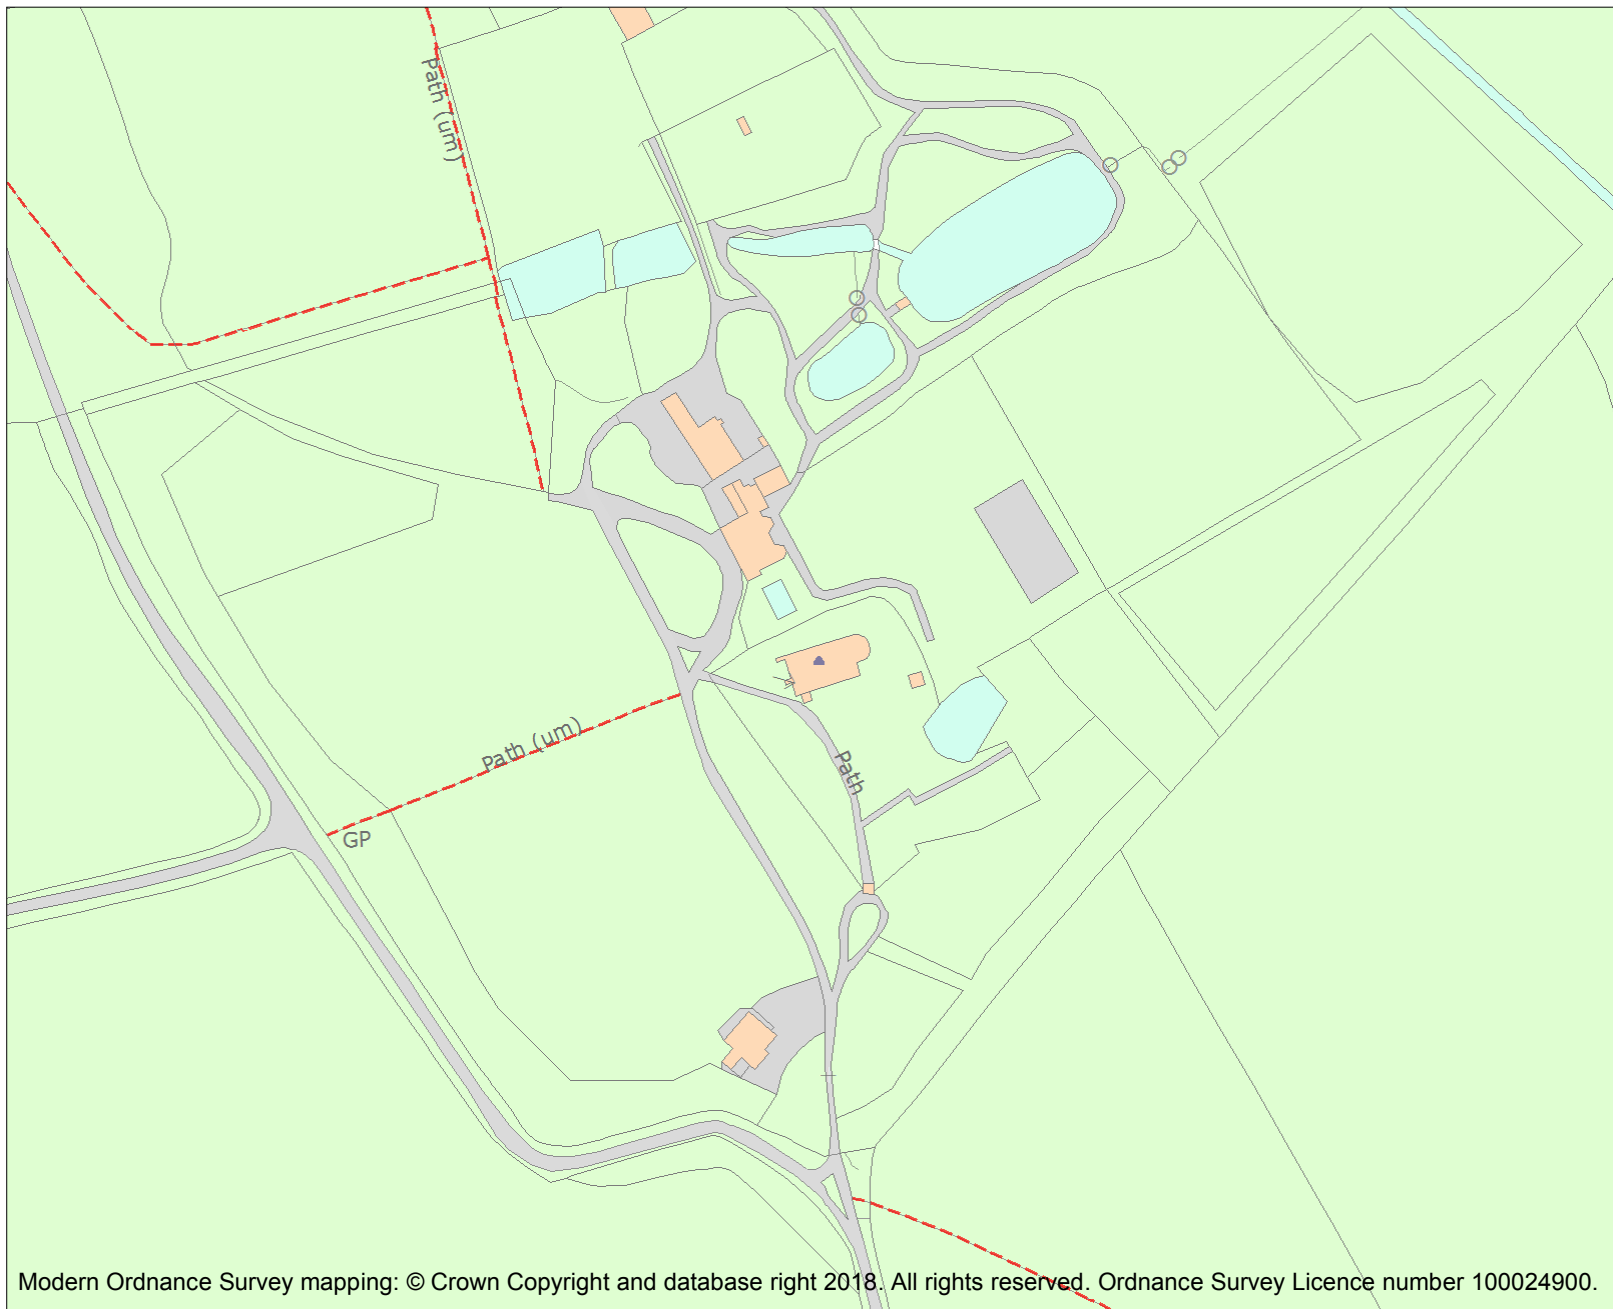 Path (um)
Path (um)
Path
GP
Modern Ordnance Survey mapping: © Crown Copyright and database right 2018. All rights reserved. Ordnance Survey Licence number 100024900.